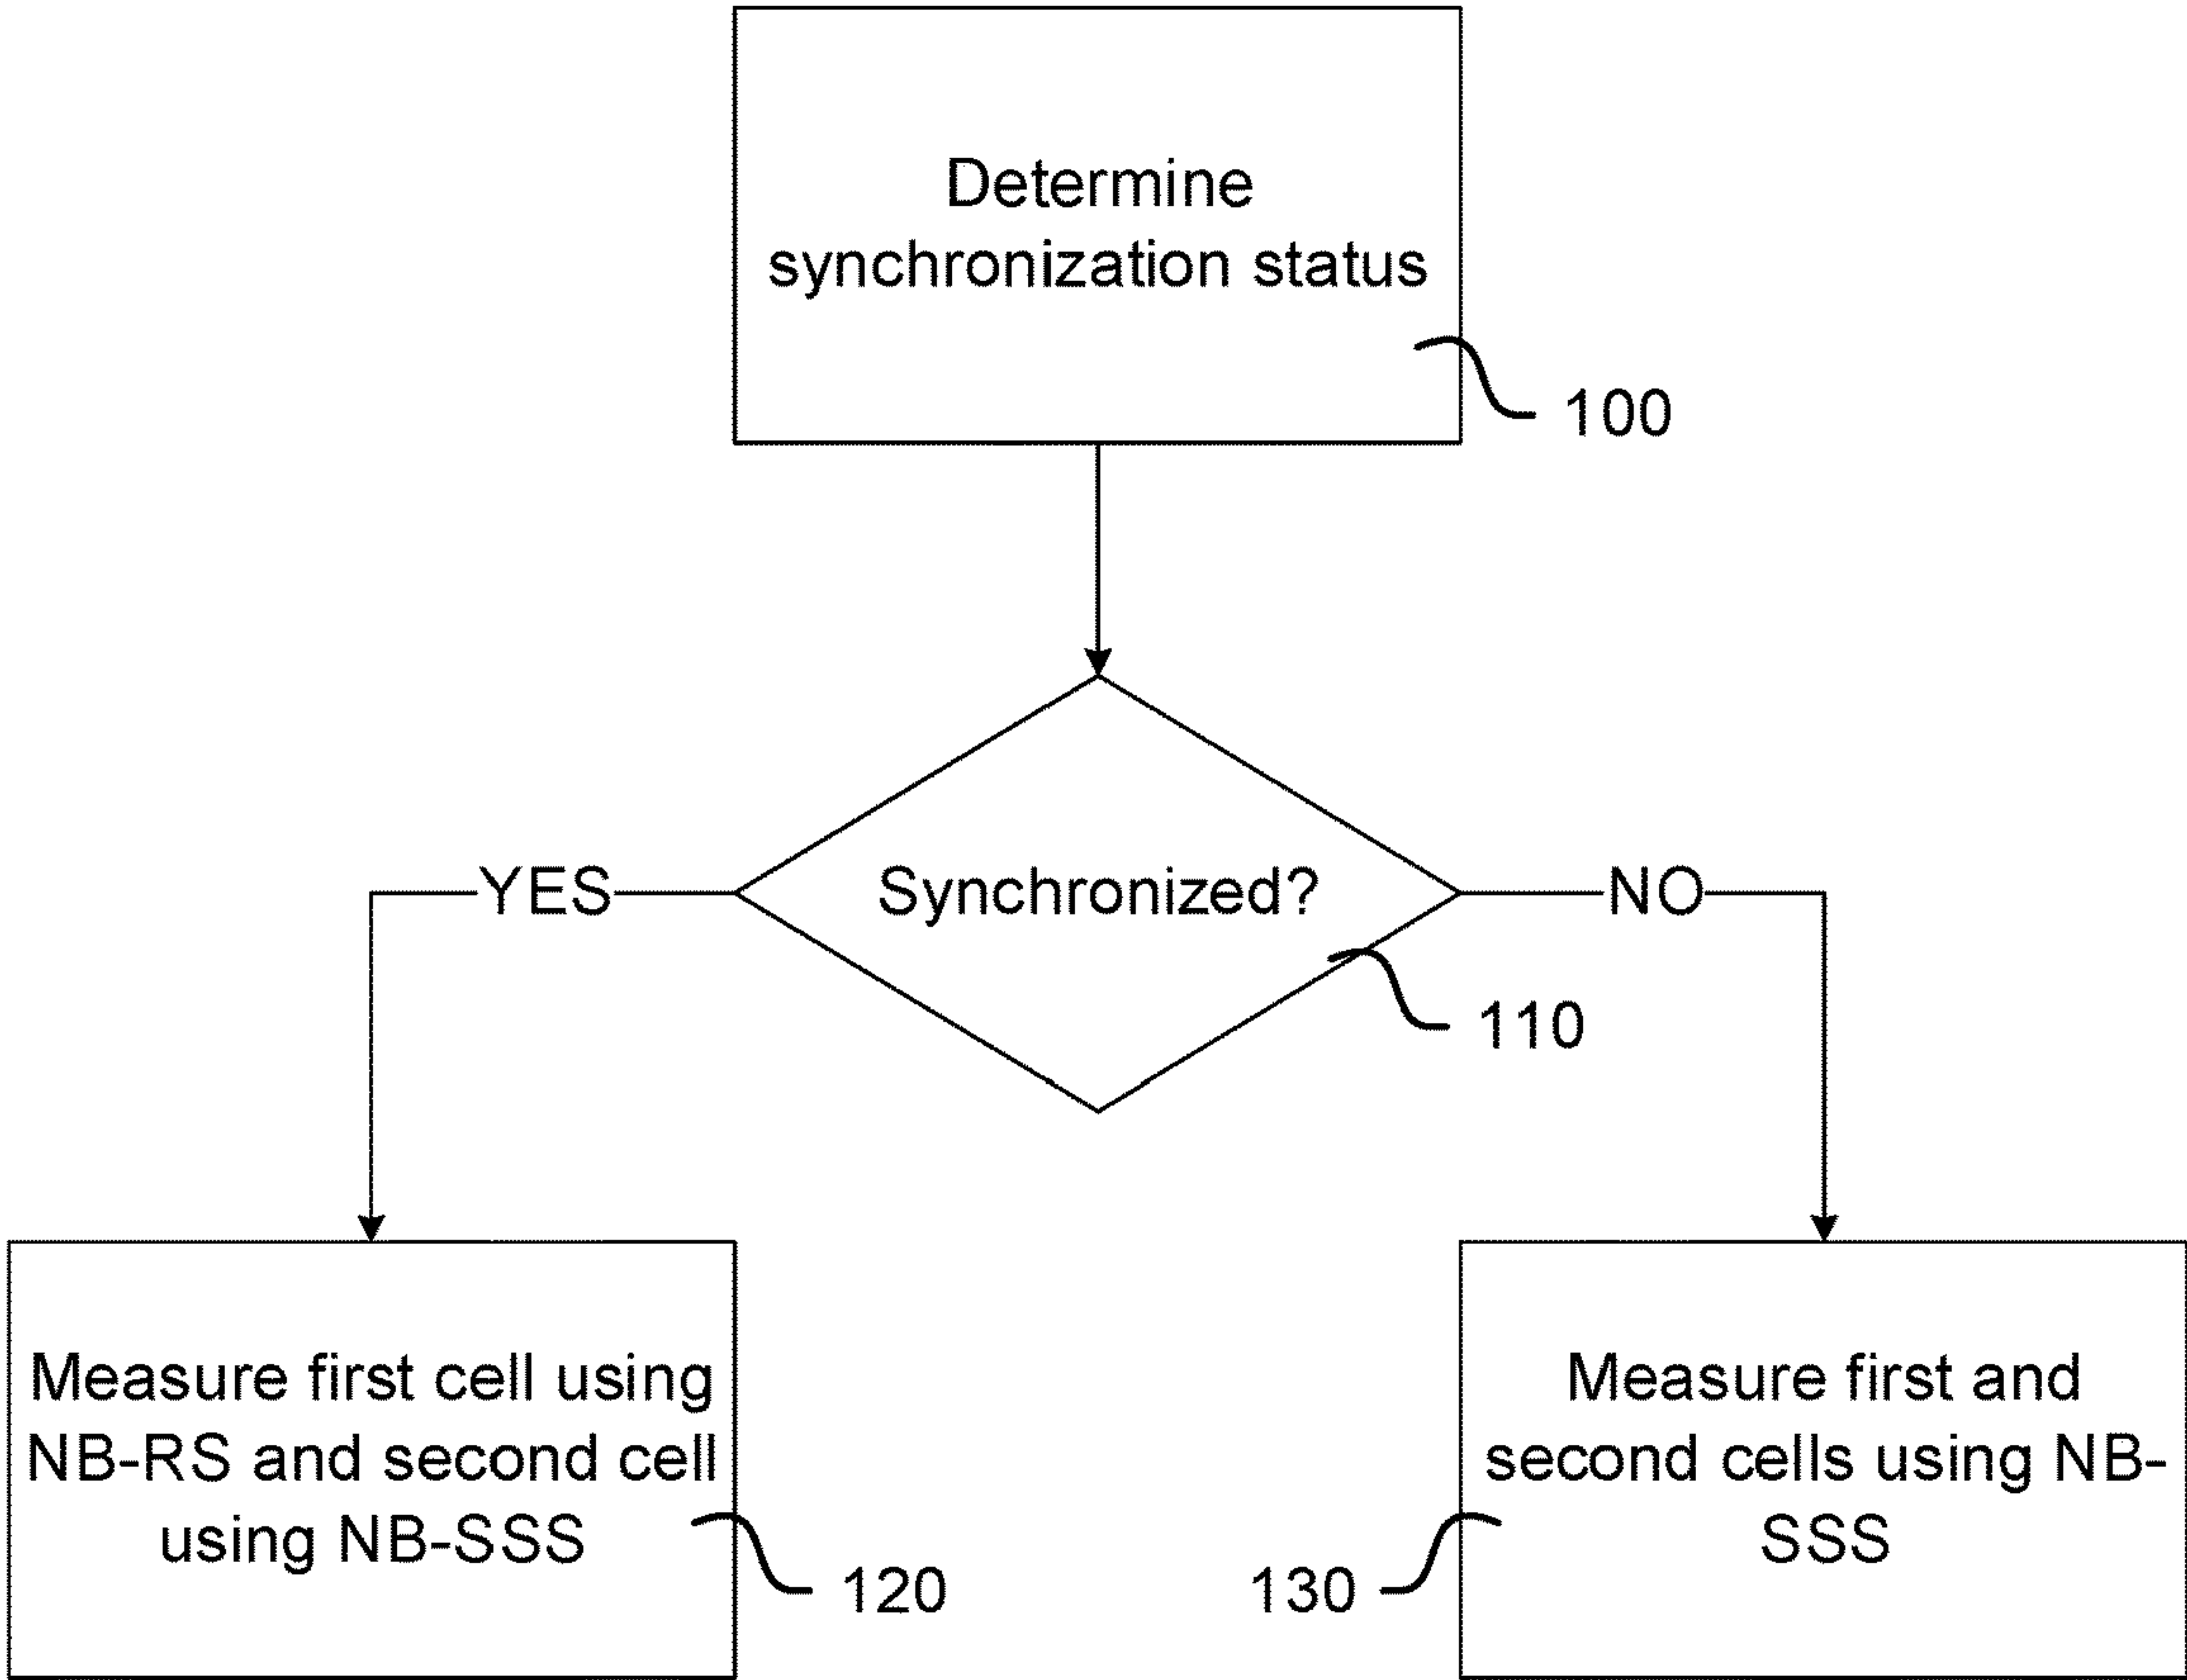 Determine
synchronization status
100
YES
Synchronized?
NO
110
Measure first cell using
NB-RS and second cell
using NB-SSS
120
Measure first and
second cells using NB-
SSS
130